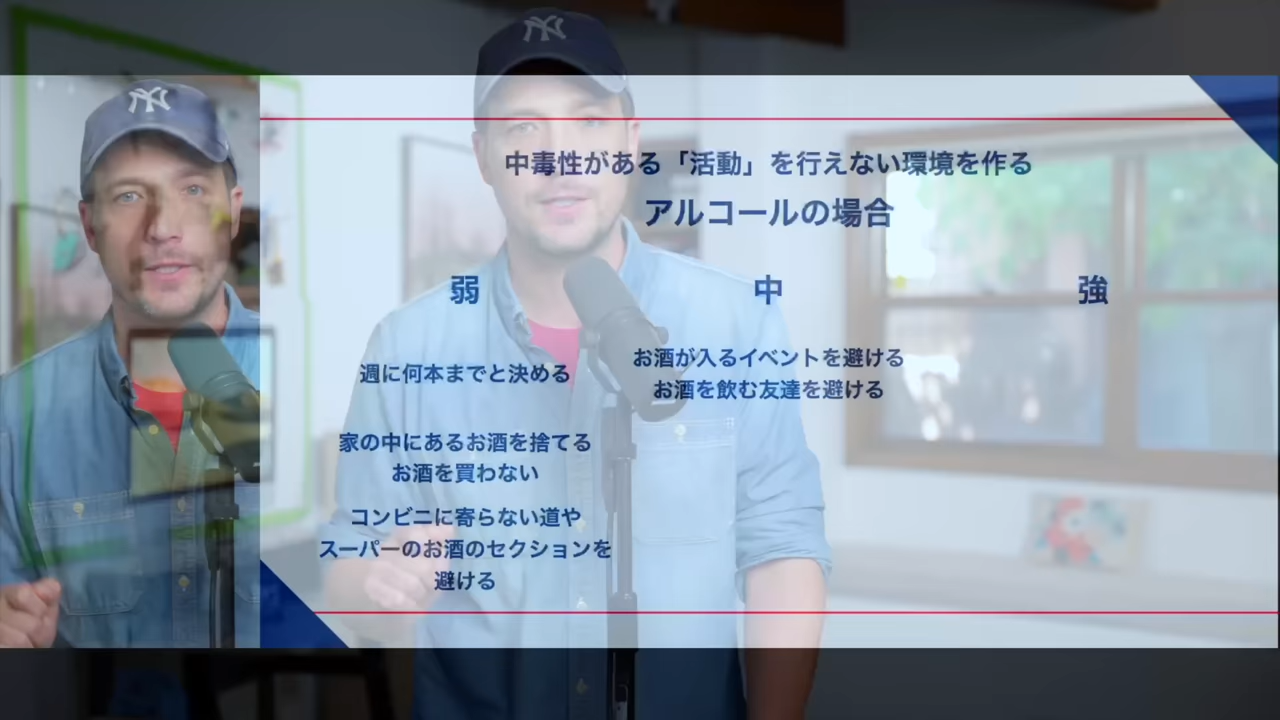 中毒性がある「活動」を行えない環境を作る
アルコールの場合
弱
中
強
週に何本までと決める
家の中にあるお酒を捨てる
お酒を買わない
コンビニに寄らない道や
スーパーのお酒のセクションを
避ける
お酒が入るイベントを避ける
お酒を飲む友達を避ける
NY
NY